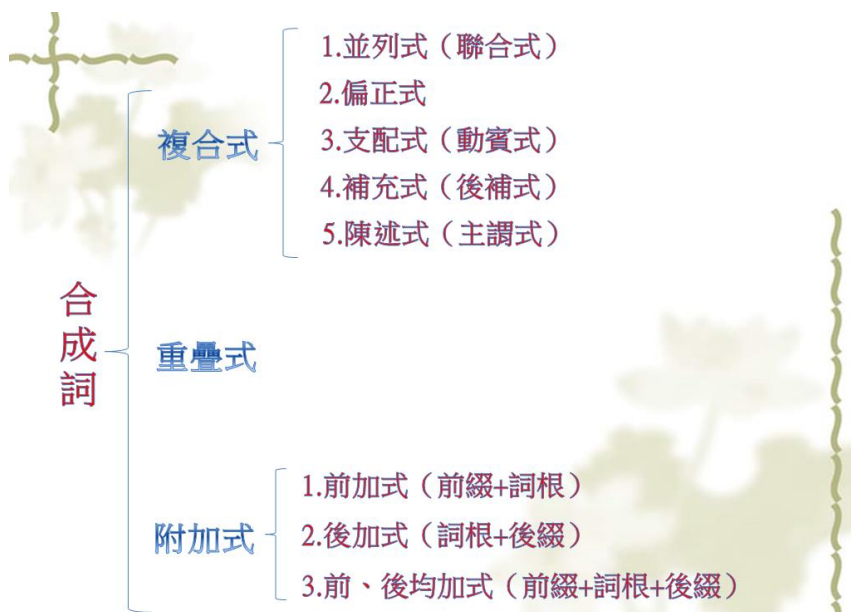 合成詞
複合式
1.並列式（聯合式）
2.偏正式
3.支配式（動賓式）
4.補充式（後補式）
5.陳述式（主謂式）
重疊式
附加式
1.前加式（前綴+詞根）
2.後加式（詞根+後綴）
3.前、後均加式（前綴+詞根+後綴）